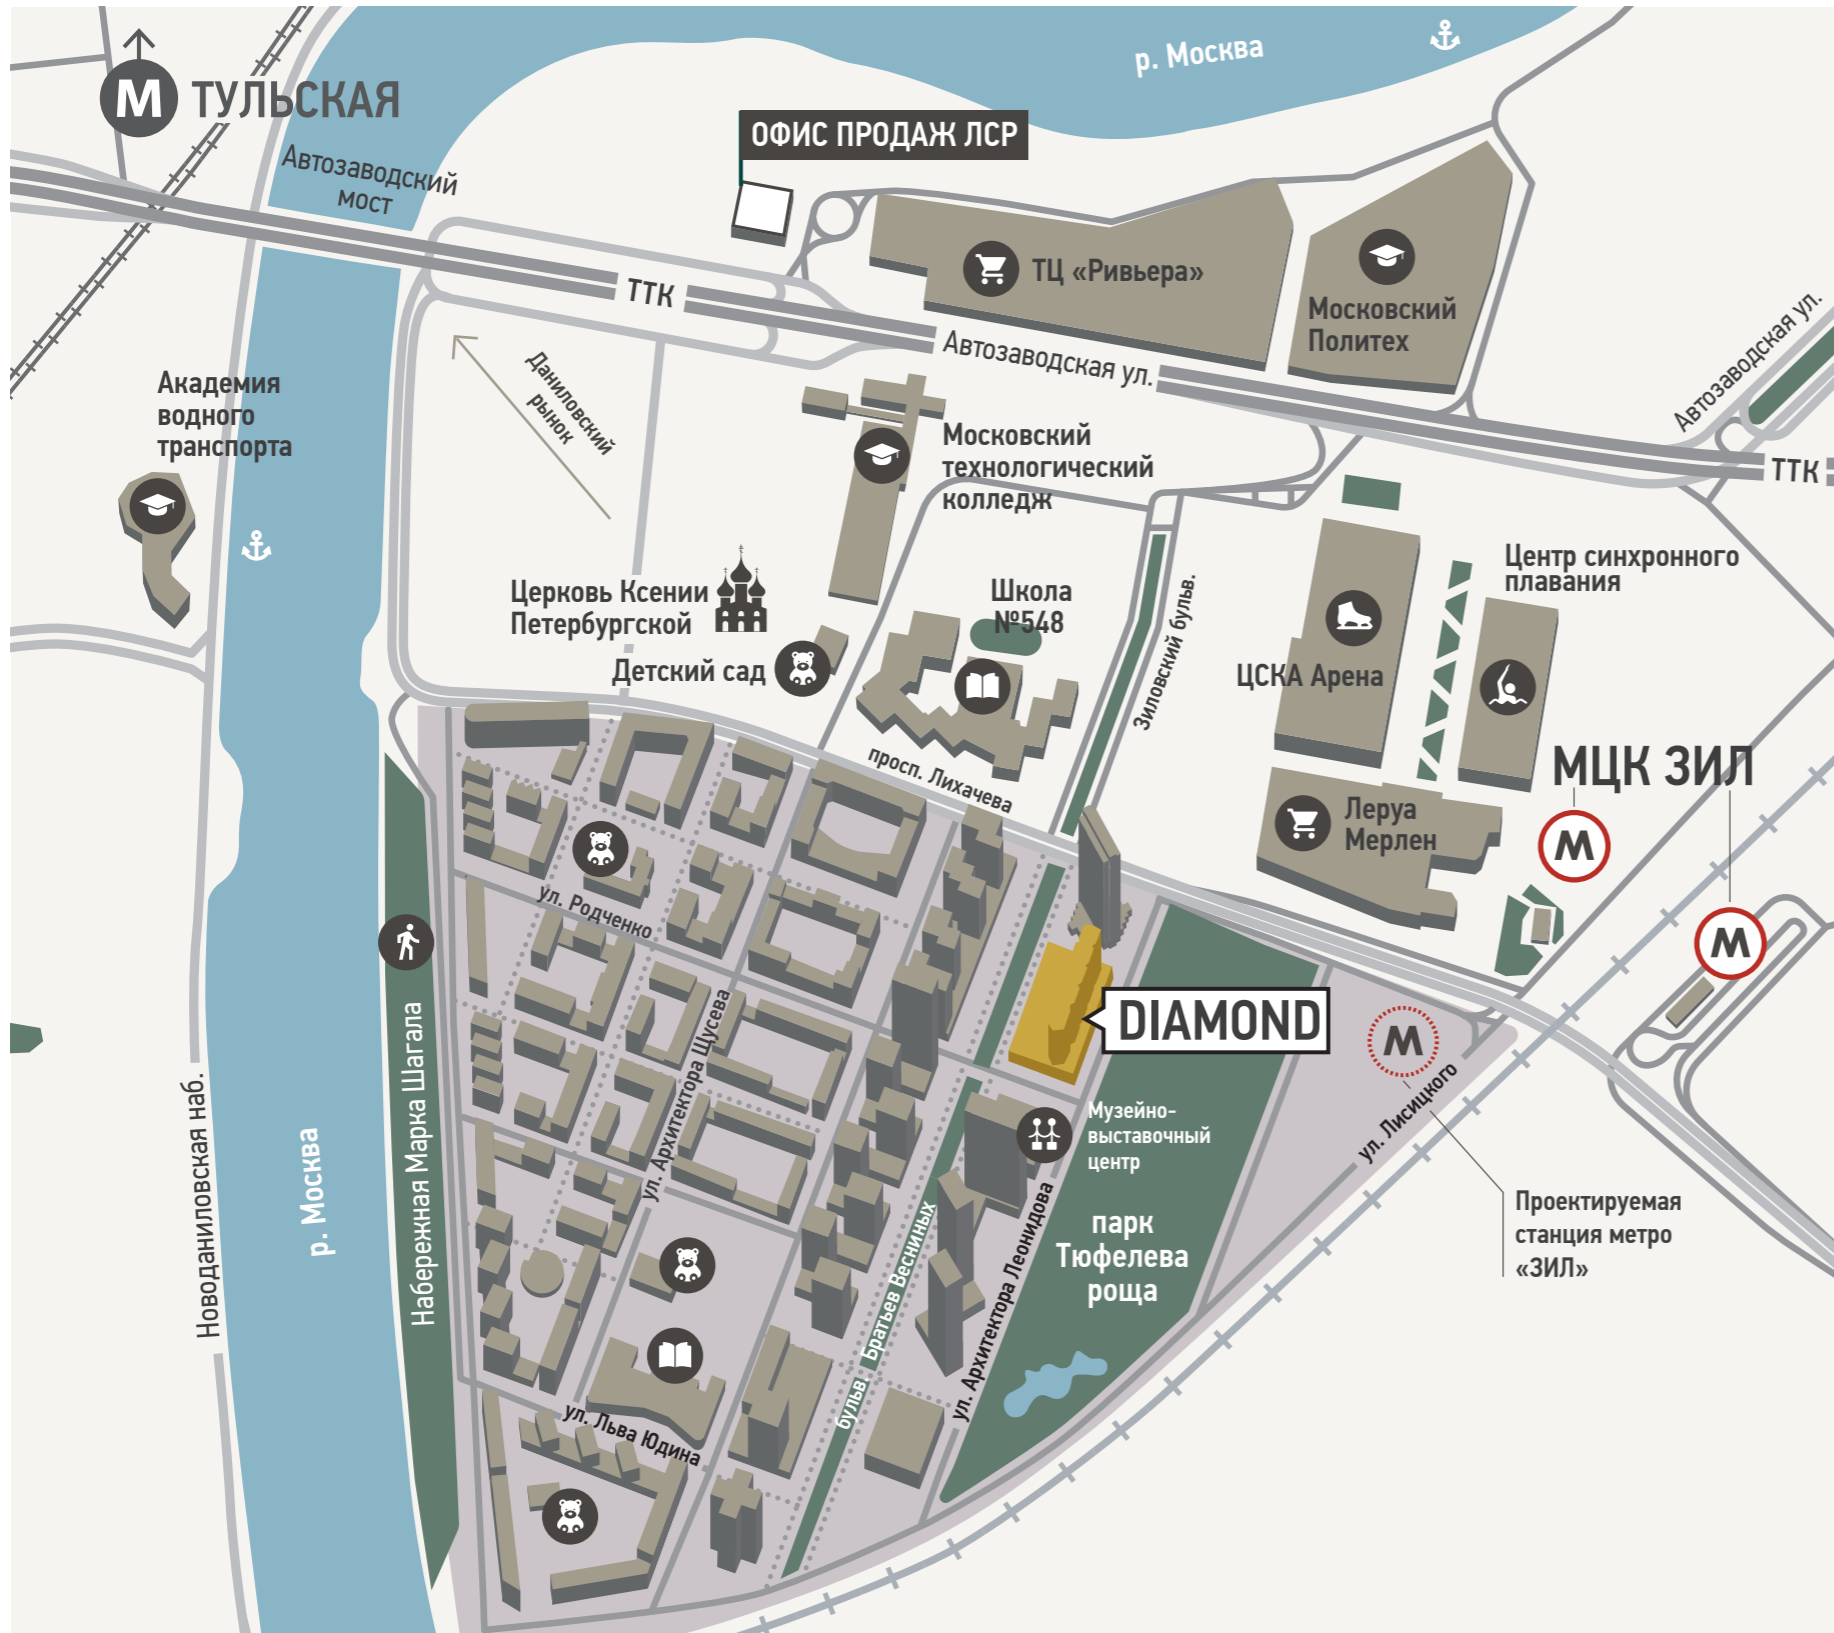 р. Москва
М ТУЛЬСКАЯ
ОФИС ПРОДАЖ ЛСР
Автозаводский
мост
ТЦ «Ривьера»
Московский
Политех
ТТК
Автозаводская ул.
Автозаводская ул.
ТТК
Даниловский
рынок
Академия
водного
транспорта
Московский
технологический
колледж
Центр синхронного
плавания
Церковь Ксении
Петербургской
Школа
№548
Зиловский бульв.
Детский сад
ЦСКА Арена
просп. Лихачева
МЦК ЗИЛ
Леруа
Мерлен
М
М
ул. Родченко
DIAMOND
М
Набережная Марка Шагала
ул. Архитектора Щусева
Новоданиловская наб.
р. Москва
Музейно-
выставочный
центр
ул. Лисицкого
Проектируемая
станция метро
«ЗИЛ»
парк
Тюфелева
роща
бульв Братьев Весниных
ул. Архитектора Леонидова
ул. Льва Юдина